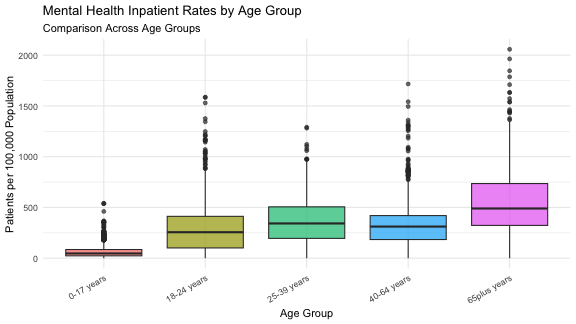 Mental Health Inpatient Rates by Age Group
Comparison Across Age Groups
Patients per 100,000 Population
2000
1500
1000
500
0
0-17 years
18-24 years
25-39 years
40-64 years
65plus years
Age Group